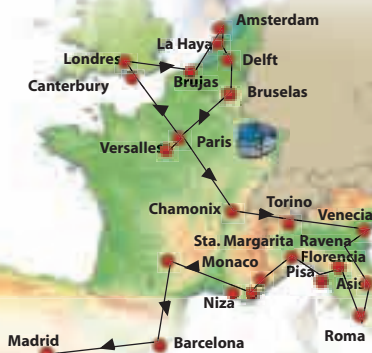 Amsterdam
La Haya
Londres
Delft
Brujas
Canterbury
Bruselas
Paris
Versalles
Chamonix
Torino
Venecia
Sta. Margarita
Ravena
Monaco
Florencia
Pisa
Asis
Niza
Roma
Madrid
Barcelona